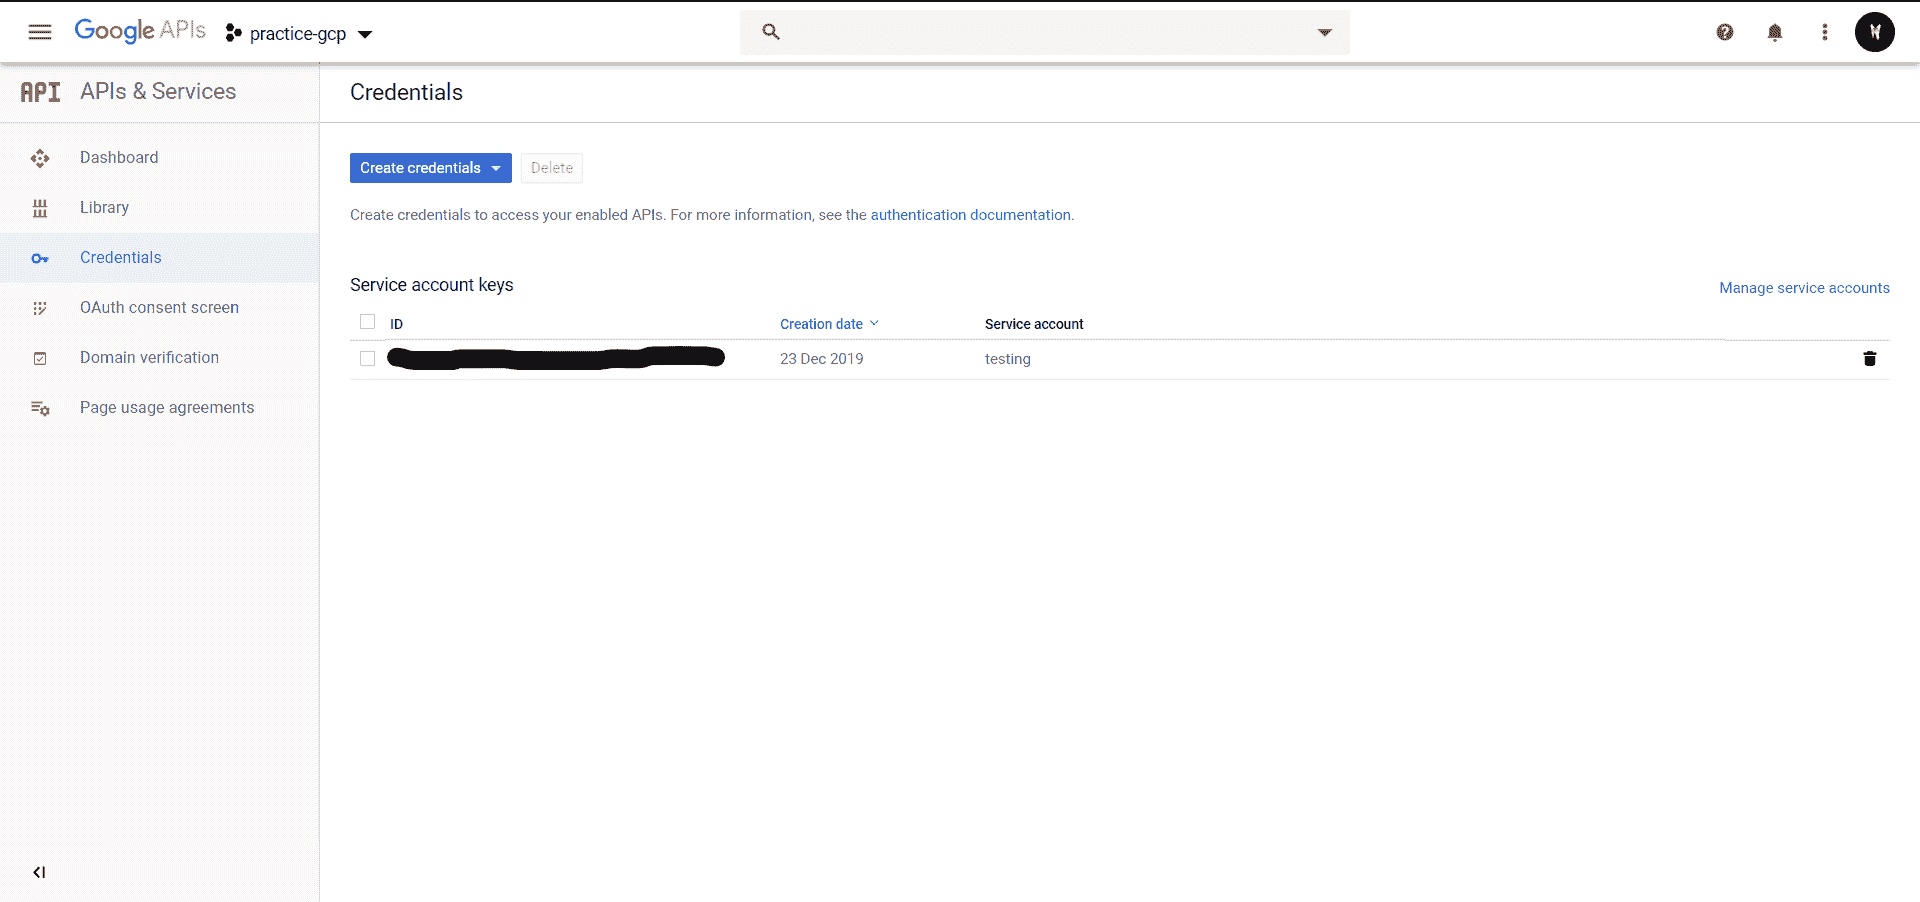 Google APIs practice-gcp
API APIs & Services
Credentials
Dashboard
Library
Credentials
OAuth consent screen
Domain verification
Page usage agreements
Create credentials Delete
Create credentials to access your enabled APIs. For more information, see the authentication documentation.
Service account keys
Manage service accounts
ID Creation date Service account
23 Dec 2019 testing